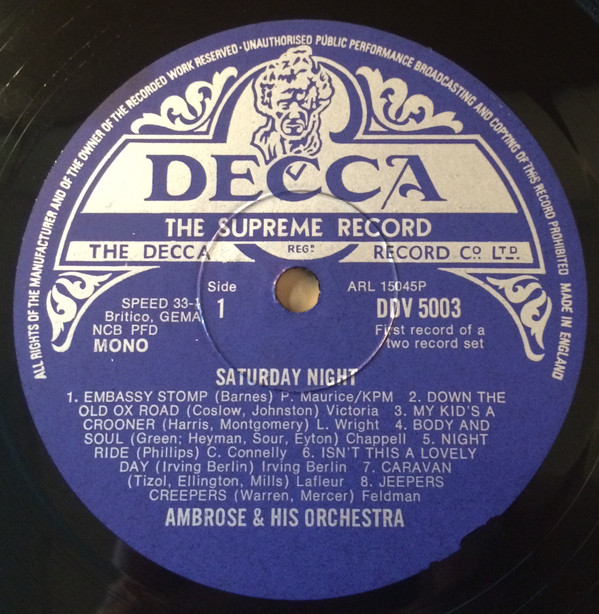 ALL RIGHTS OF THE MANUFACTURER AND OF THE OWNER OF THE RECORDED WORK RESERVED · UNAUTHORISED PUBLIC PERFORMANCE BROADCASTING AND COPYING OF THIS RECORD PROHIBITED MADE IN ENGLAND
DECCA
THE SUPREME RECORD
THE DECCA REGD RECORD CO LTD.
Side ARL 15045P
SPEED 33- 1 DDV 5003
Britico, GEMA First record of a
NCB PFD two record set
MONO
SATURDAY NIGHT
1. EMBASSY STOMP (Barnes) P. Maurice/KPM 2. DOWN THE
OLD OX ROAD (Coslow, Johnston) Victoria 3. MY KID'S A
CROONER (Harris, Montgomery) L. Wright 4. BODY AND
SOUL (Green; Heyman, Sour, Eyton) Chappell 5. NIGHT
RIDE (Phillips) C. Connelly 6. ISN'T THIS A LOVELY
DAY (Irving Berlin) Irving Berlin 7. CARAVAN
(Tizol, Ellington, Mills) Lafleur 8. JEEPERS
CREEPERS (Warren, Mercer) Feldman
AMBROSE & HIS ORCHESTRA